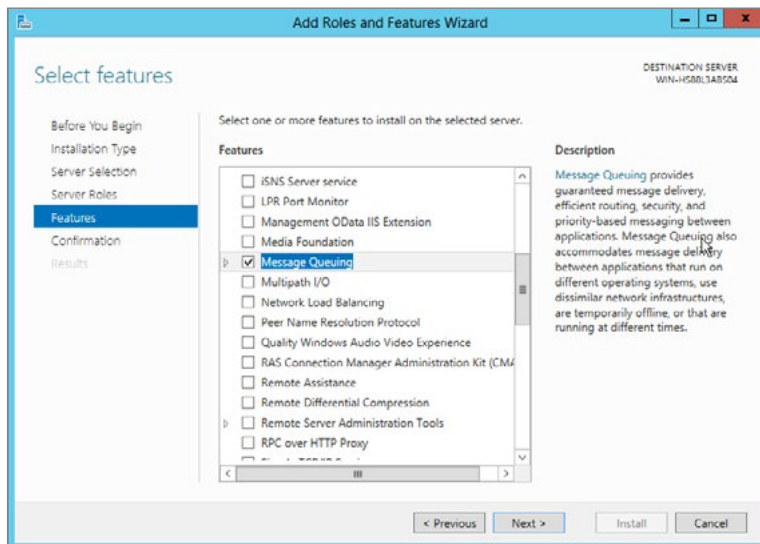 Add Roles and Features Wizard
Select features
DESTINATION SERVER
WIN-HS88L3ABS04
Before You Begin
Installation Type
Server Selection
Server Roles
Features
Confirmation
Results
Select one or more features to install on the selected server.
Features
iSNS Server service
LPR Port Monitor
Management OData IIS Extension
Media Foundation
Message Queuing
Multipath I/O
Network Load Balancing
Peer Name Resolution Protocol
Quality Windows Audio Video Experience
RAS Connection Manager Administration Kit (CMA
Remote Assistance
Remote Differential Compression
Remote Server Administration Tools
RPC over HTTP Proxy
Description
Message Queuing provides
guaranteed message delivery,
efficient routing, security, and
priority-based messaging between
applications. Message Queuing also
accommodates message delivery
between applications that run on
different operating systems, use
dissimilar network infrastructures,
are temporarily offline, or that are
running at different times.
< Previous
Next >
Install
Cancel